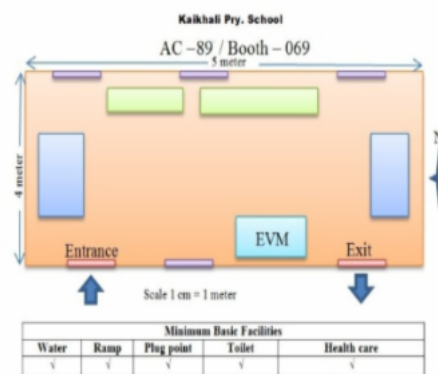 Kaikhali Pry. School
AC –89 / Booth – 069
5 meter
4 meter
N
Entrance
EVM
Exit
Scale 1 cm = 1 meter
Minimum Basic Facilities
Water Ramp Plug point Toilet Health care
√ √ √ √ √